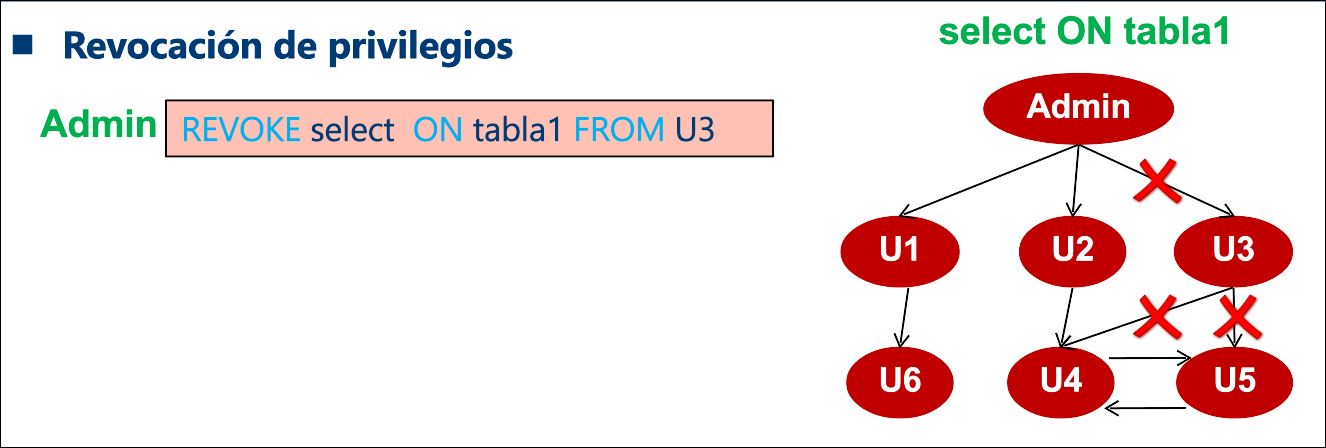 Revocación de privilegios
select ON tabla1
Admin
REVOKE select ON tabla1 FROM U3
Admin
U1
U2
U3
U6
U4
U5